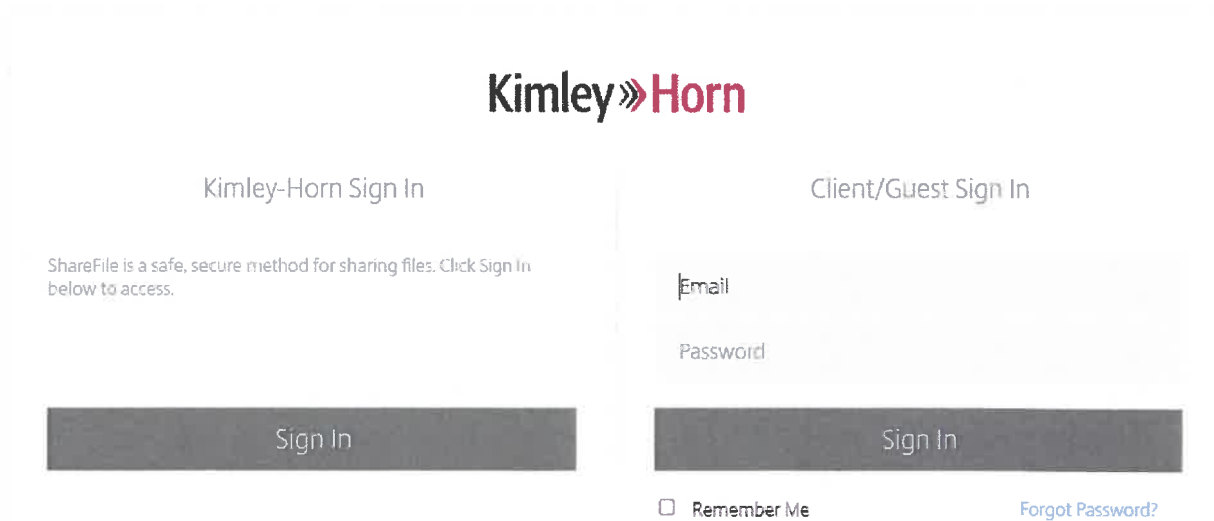 Kimley»Horn
Kimley-Horn Sign In
ShareFile is a safe, secure method for sharing files. Click Sign In
below to access.
Sign In
Client/Guest Sign In
Email
Password
Sign In
Remember Me
Forgot Password?